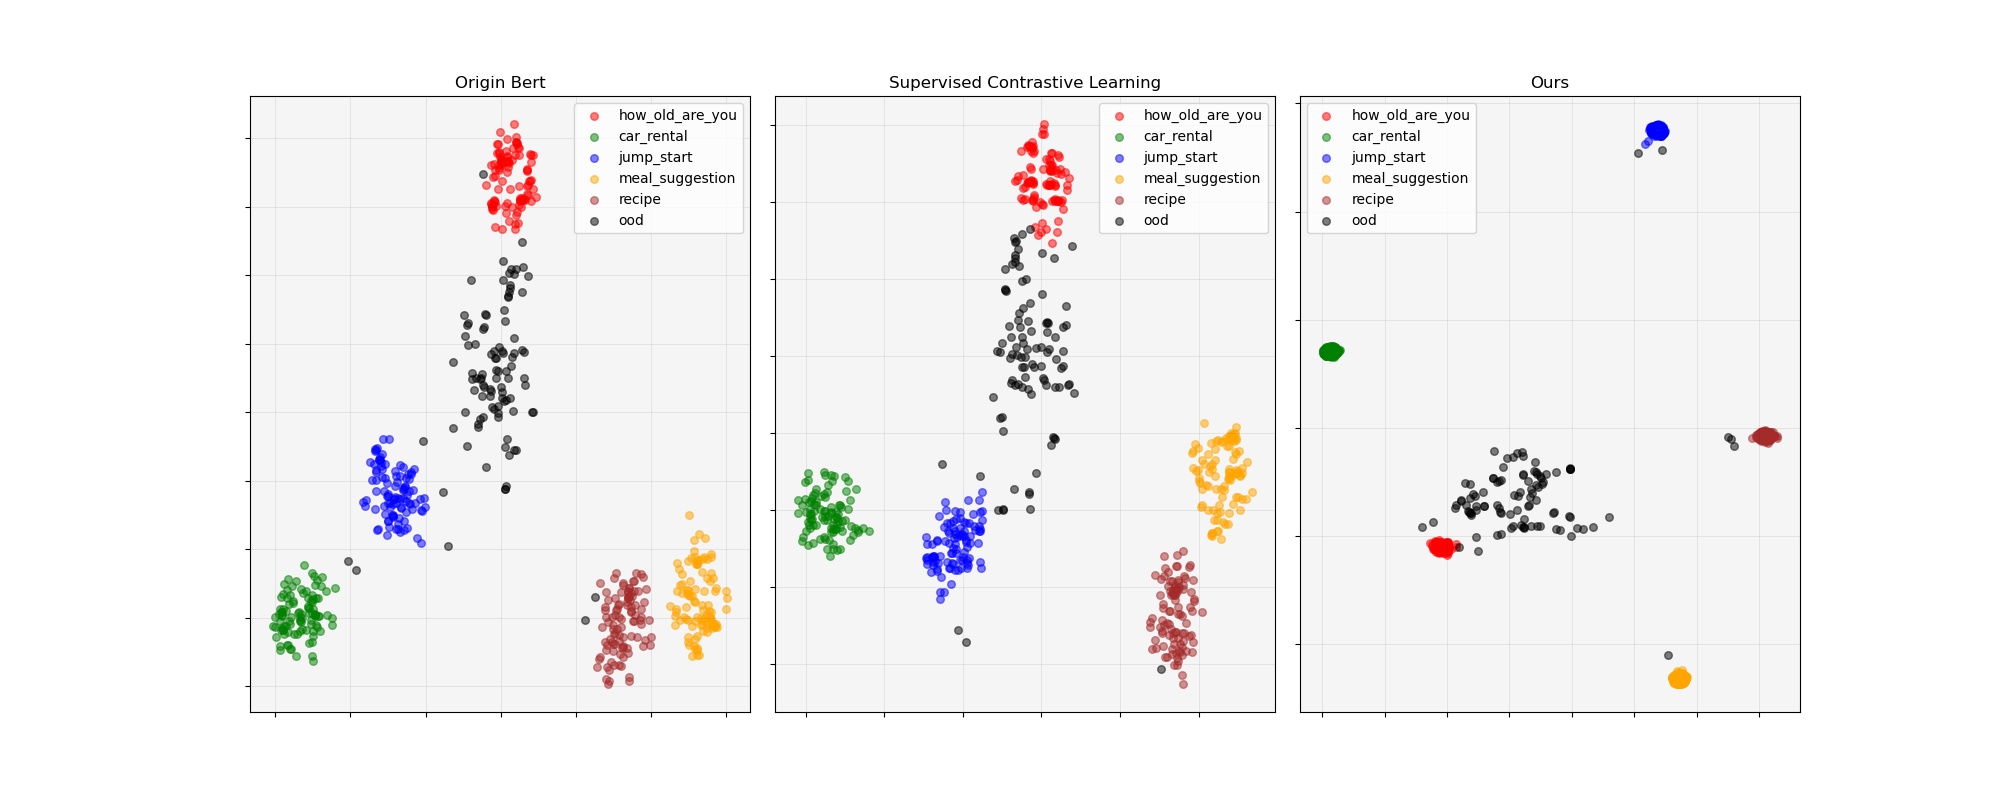 Origin Bert
how_old_are_you
car_rental
jump_start
meal_suggestion
recipe
ood
Supervised Contrastive Learning
how_old_are_you
car_rental
jump_start
meal_suggestion
recipe
ood
Ours
how_old_are_you
car_rental
jump_start
meal_suggestion
recipe
ood